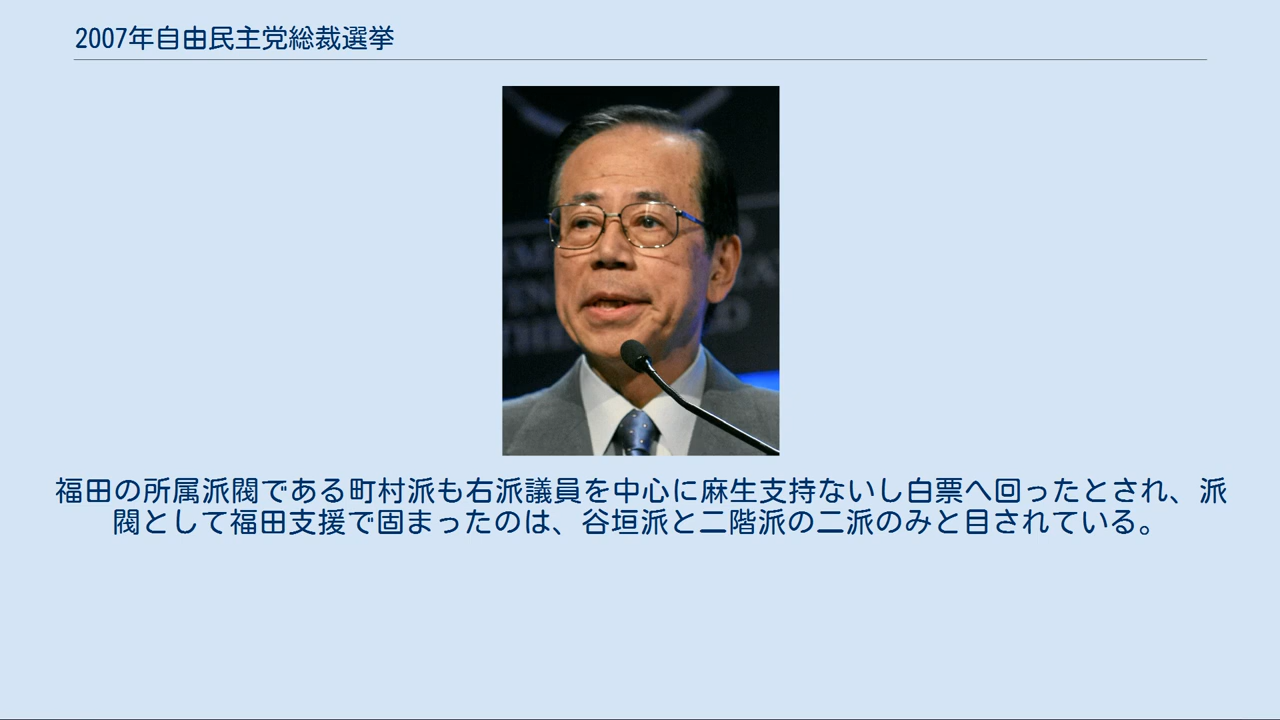 2007年自由民主党総裁選挙
福田の所属派閥である町村派も右派議員を中心に麻生支持ないし白票へ回ったとされ、派
閥として福田支援で固まったのは、谷垣派と二階派の二派のみと目されている。